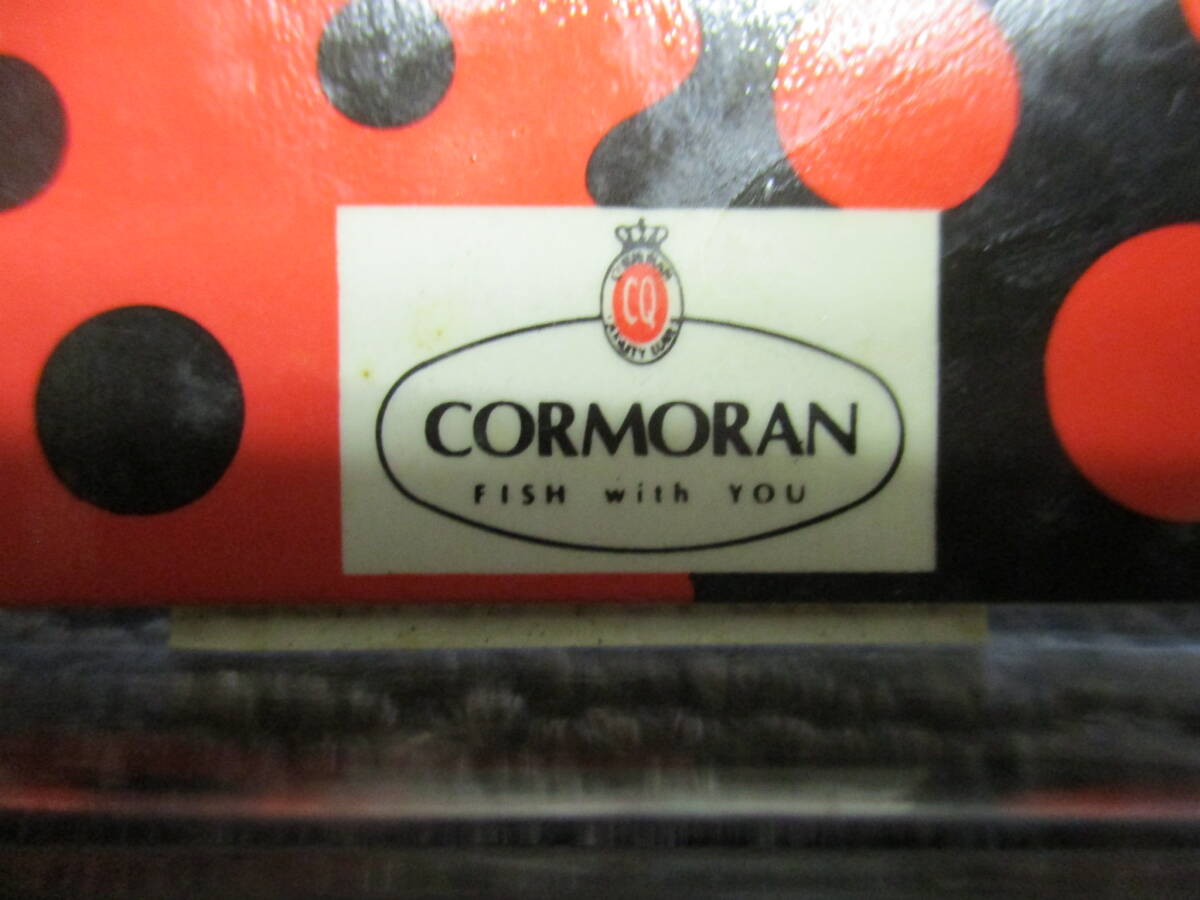 CQ
CORMORAN
FISH with YOU